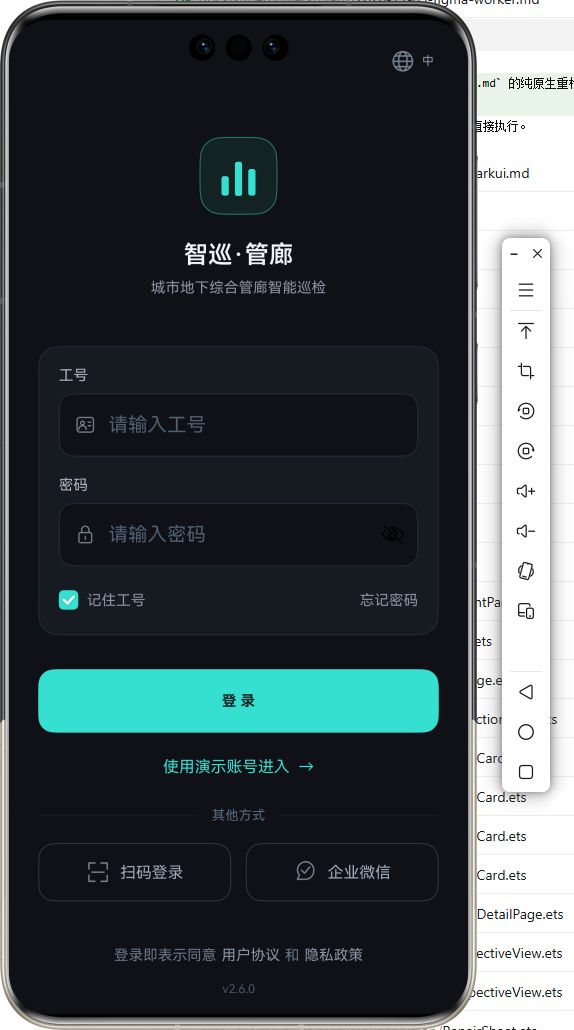 .md` 的纯原生重构
直接执行。
arkui.md
中
智巡·管廊
城市地下综合管廊智能巡检
工号
请输入工号
密码
请输入密码
记住工号
忘记密码
登 录
使用演示账号进入 →
其他方式
扫码登录
企业微信
登录即表示同意 用户协议 和 隐私政策
v2.6.0
ets
Card.ets
Card.ets
Card.ets
DetailPage.ets
ectiveView.ets
pectiveView.ets